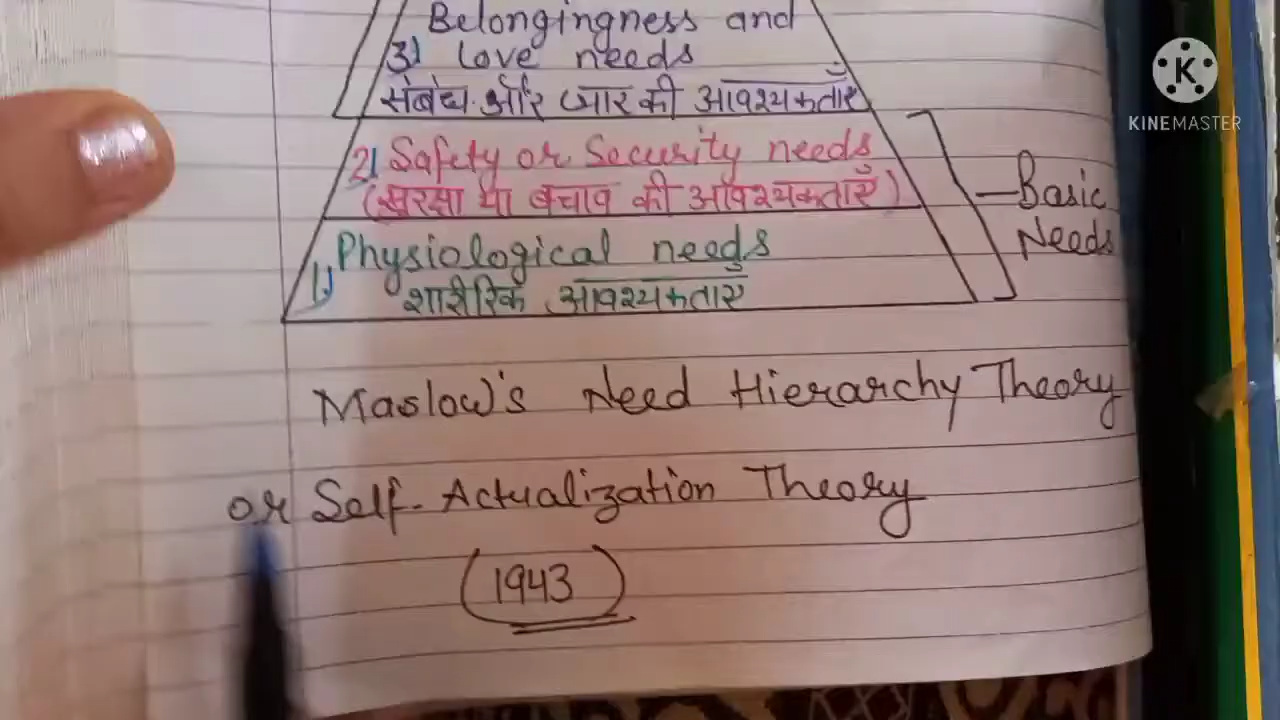 Belongingness and
3) love needs
संबंध और प्यार की आवश्यकताएँ
2) Safety or Security needs
(सुरक्षा या बचाव की आवश्यकताएँ)
1) Physiological needs
शारीरिक आवश्यकताएँ
Basic
Needs
Maslow's Need Hierarchy Theory
or Self-Actualization Theory
(1943)
K
KINEMASTER